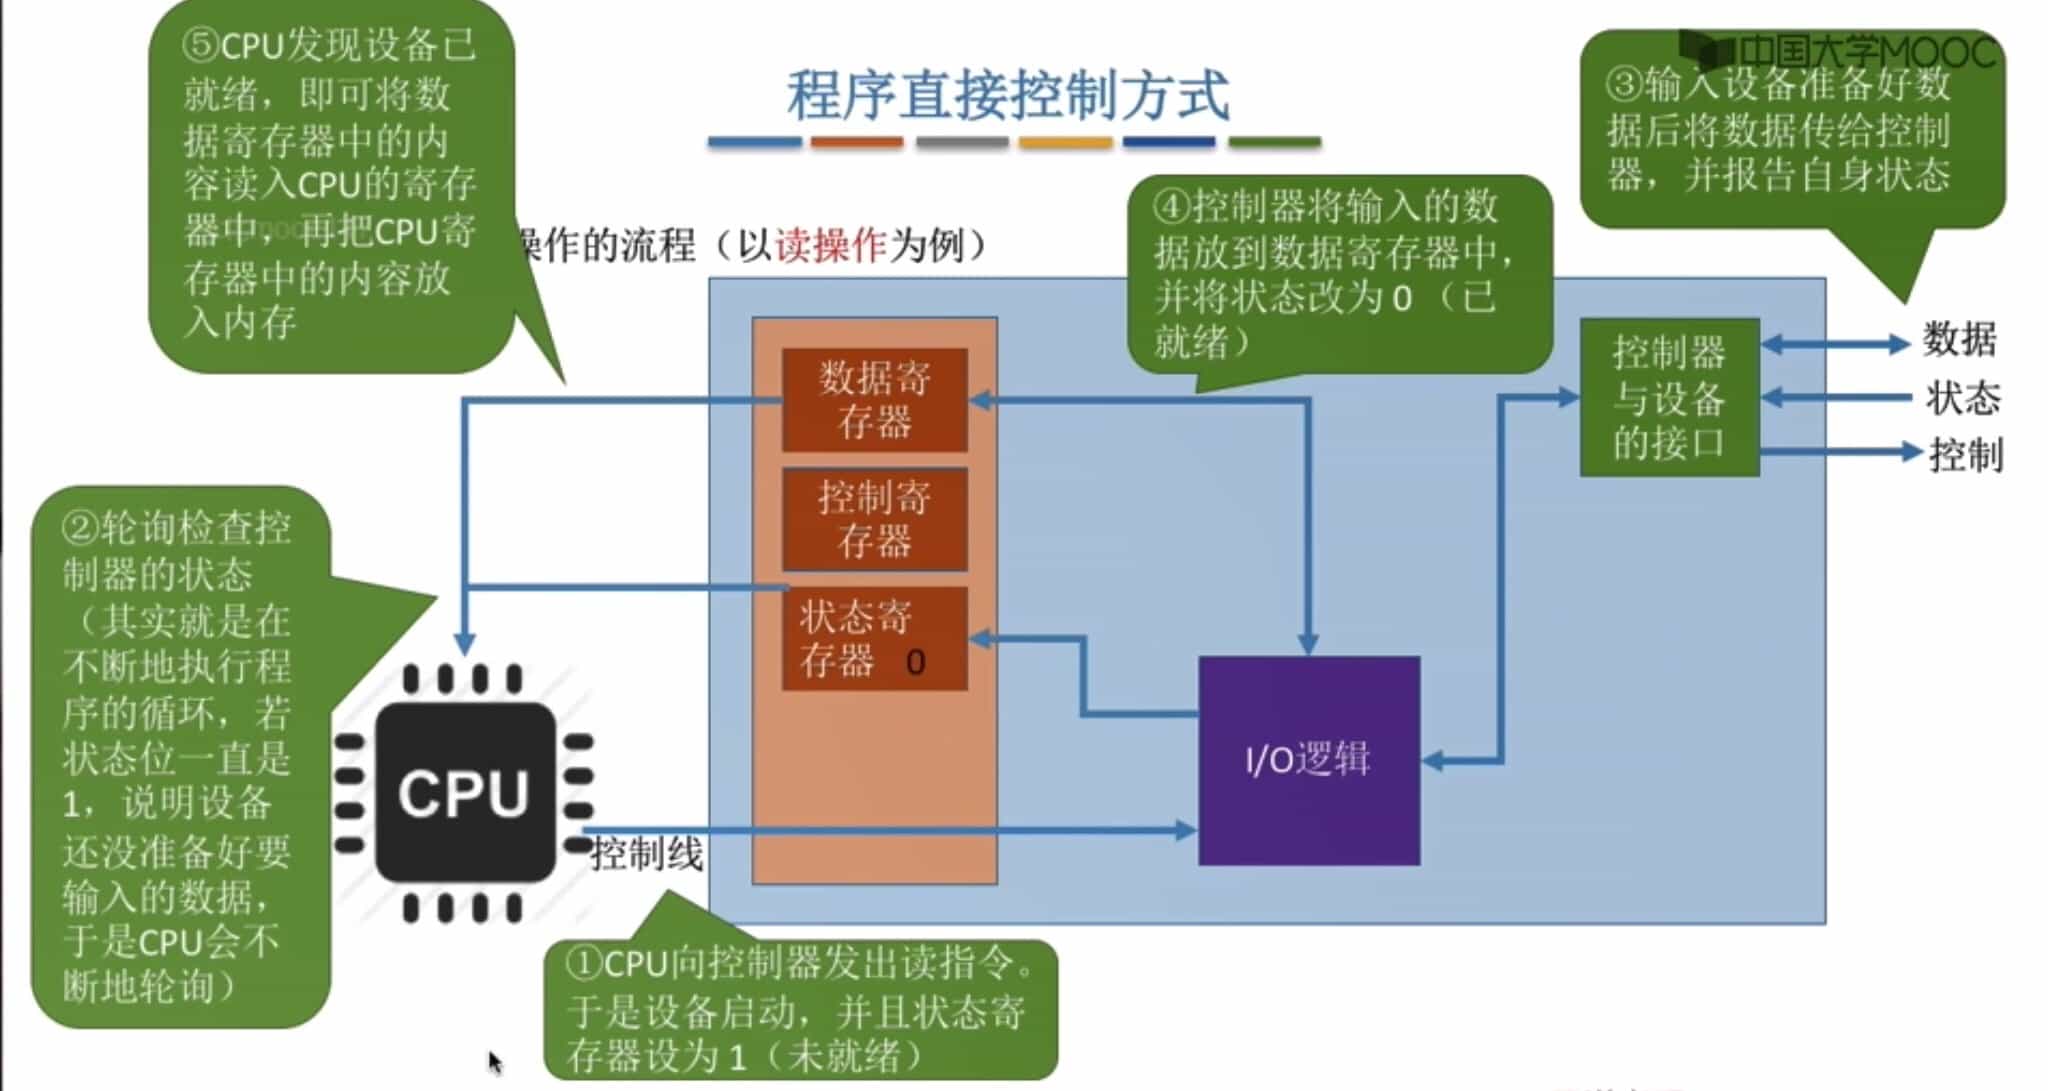 ⑤CPU发现设备已
就绪，即可将数
据寄存器中的内
容读入CPU的寄存
器中，再把CPU寄
存器中的内容放
入内存
程序直接控制方式
中国大学MOOC
③输入设备准备好数
据后将数据传给控制
器，并报告自身状态
操作的流程（以读操作为例）
④控制器将输入的数
据放到数据寄存器中，
并将状态改为 0 （已
就绪）
数据寄
存器
控制寄
存器
状态寄
存器 0
控制器
与设备
的接口
数据
状态
控制
②轮询检查控
制器的状态
（其实就是在
不断地执行程
序的循环，若
状态位一直是
1，说明设备
还没准备好要
输入的数据，
于是CPU会不
断地轮询）
CPU
I/O逻辑
控制线
①CPU向控制器发出读指令。
于是设备启动，并且状态寄
存器设为 1（未就绪）